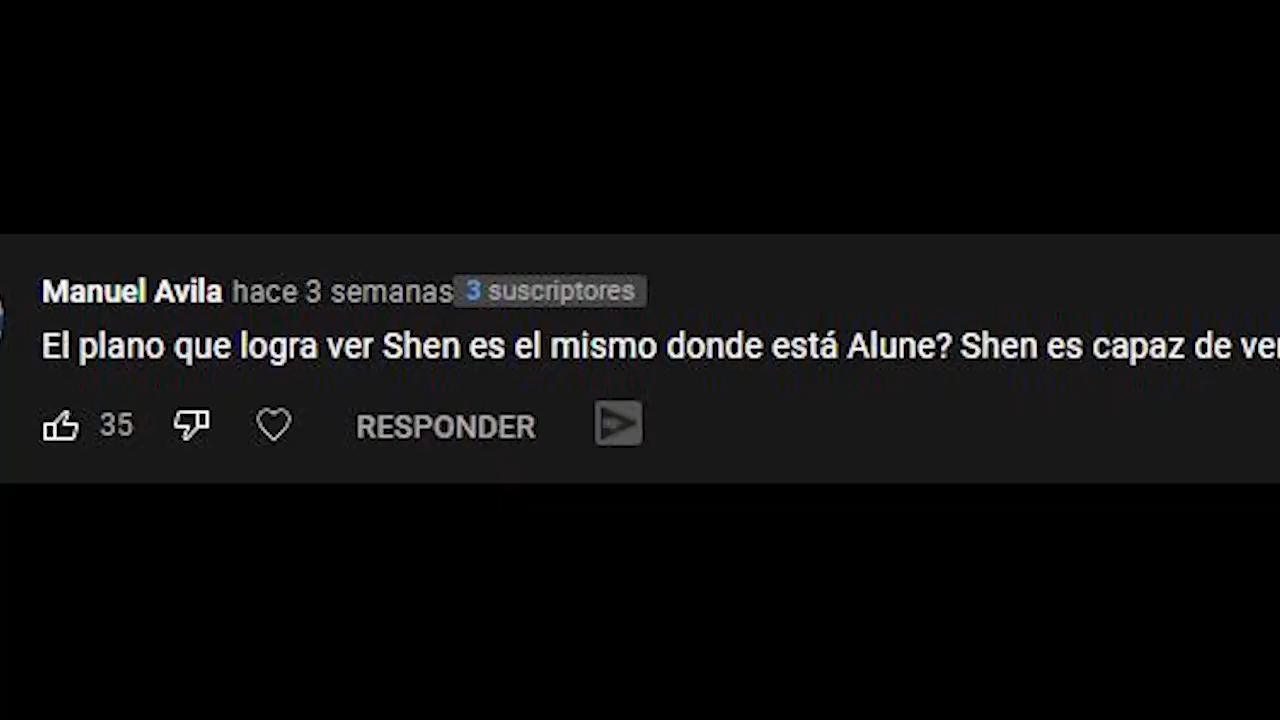 Manuel Avila hace 3 semanas 3 suscriptores
El plano que logra ver Shen es el mismo donde está Alune? Shen es capaz de
35
RESPONDER